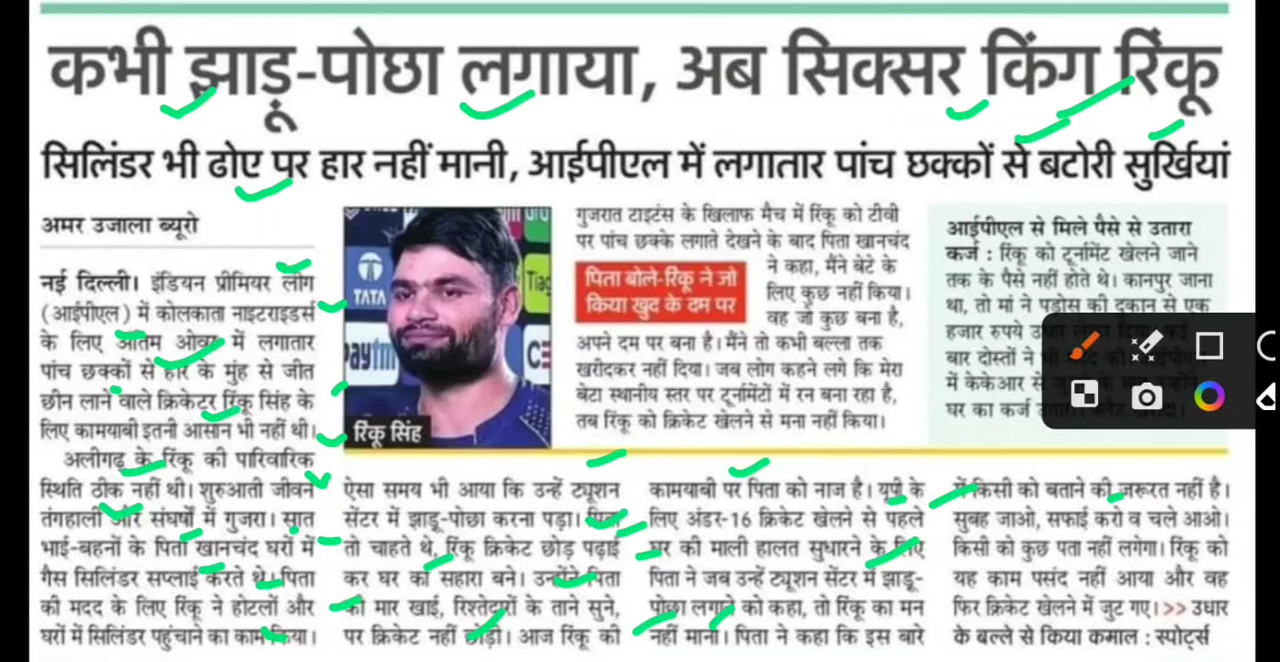 कभी झाड़ू-पोछा लगाया, अब सिक्सर किंग रिंकू
सिलिंडर भी ढोए पर हार नहीं मानी, आईपीएल में लगातार पांच छक्कों से बटोरी सुर्खियां
अमर उजाला ब्यूरो
नई दिल्ली। इंडियन प्रीमियर लीग
(आईपीएल) में कोलकाता नाइटराइडर्स
के लिए अंतिम ओवर में लगातार
पांच छक्कों से हार के मुंह से जीत
छीन लाने वाले क्रिकेटर रिंकू सिंह के
लिए कामयाबी इतनी आसान भी नहीं थी।
अलीगढ़ के रिंकू की पारिवारिक
स्थिति ठीक नहीं थी। शुरुआती जीवन
तंगहाली और संघर्षों में गुजरा। सात
भाई-बहनों के पिता खानचंद घरों में
गैस सिलिंडर सप्लाई करते थे। पिता
की मदद के लिए रिंकू ने होटलों और
घरों में सिलिंडर पहुंचाने का काम किया।
TATA
paytm
Tiag
CE
रिंकू सिंह
ऐसा समय भी आया कि उन्हें ट्यूशन
सेंटर में झाड़ू-पोछा करना पड़ा। पिता
तो चाहते थे, रिंकू क्रिकेट छोड़ पढ़ाई
कर घर को सहारा बने। उन्होंने पिता
की मार खाई, रिश्तेदारों के ताने सुने,
पर क्रिकेट नहीं छोड़ी। आज रिंकू की
गुजरात टाइटंस के खिलाफ मैच में रिंकू को टीवी
पर पांच छक्के लगाते देखने के बाद पिता खानचंद
ने कहा, मैंने बेटे के
लिए कुछ नहीं किया।
वह जो कुछ बना है,
अपने दम पर बना है। मैंने तो कभी बल्ला तक
खरीदकर नहीं दिया। जब लोग कहने लगे कि मेरा
बेटा स्थानीय स्तर पर टूर्नामेंटों में रन बना रहा है,
तब रिंकू को क्रिकेट खेलने से मना नहीं किया।
पिता बोले-रिंकू ने जो
किया खुद के दम पर
कामयाबी पर पिता को नाज है। यूपी के
लिए अंडर-16 क्रिकेट खेलने से पहले
घर की माली हालत सुधारने के लिए
पिता ने जब उन्हें ट्यूशन सेंटर में झाड़ू-
पोछा लगाने को कहा, तो रिंकू का मन
नहीं माना। पिता ने कहा कि इस बारे
में किसी को बताने की जरूरत नहीं है।
सुबह जाओ, सफाई करो व चले आओ।
किसी को कुछ पता नहीं लगेगा। रिंकू को
यह काम पसंद नहीं आया और वह
फिर क्रिकेट खेलने में जुट गए। >> उधार
के बल्ले से किया कमाल : स्पोर्ट्स
आईपीएल से मिले पैसे से उतारा
कर्ज : रिंकू को टूर्नामेंट खेलने जाने
तक के पैसे नहीं होते थे। कानपुर जाना
था, तो मां ने पड़ोस की दुकान से एक
हजार रुपये उधार
बार दोस्तों ने
में केकेआर से
घर का कर्ज